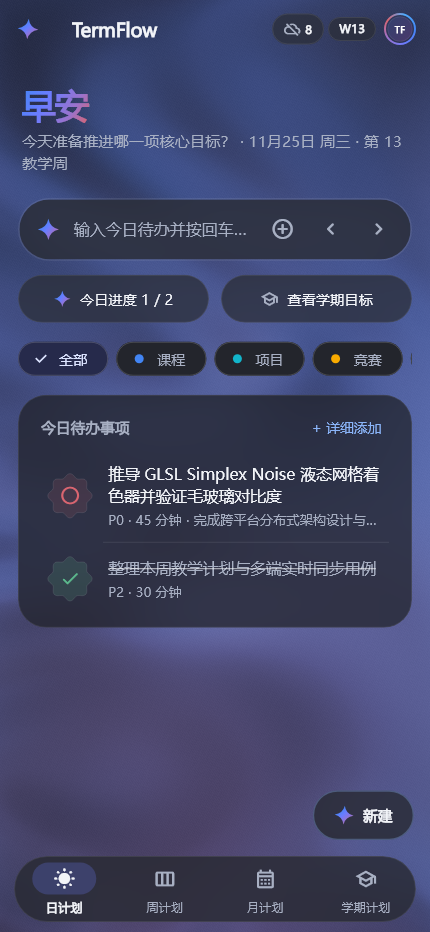 TermFlow
8
W13
TF
早安
今天准备推进哪一项核心目标? · 11月25日 周三 · 第 13
教学周
输入今日待办并按回车...
今日进度 1 / 2
查看学期目标
全部
课程
项目
竞赛
今日待办事项
+ 详细添加
推导 GLSL Simplex Noise 液态网格着
色器并验证毛玻璃对比度
P0 · 45 分钟 · 完成跨平台分布式架构设计与...
整理本周教学计划与多端实时同步用例
P2 · 30 分钟
新建
日计划
周计划
月计划
学期计划